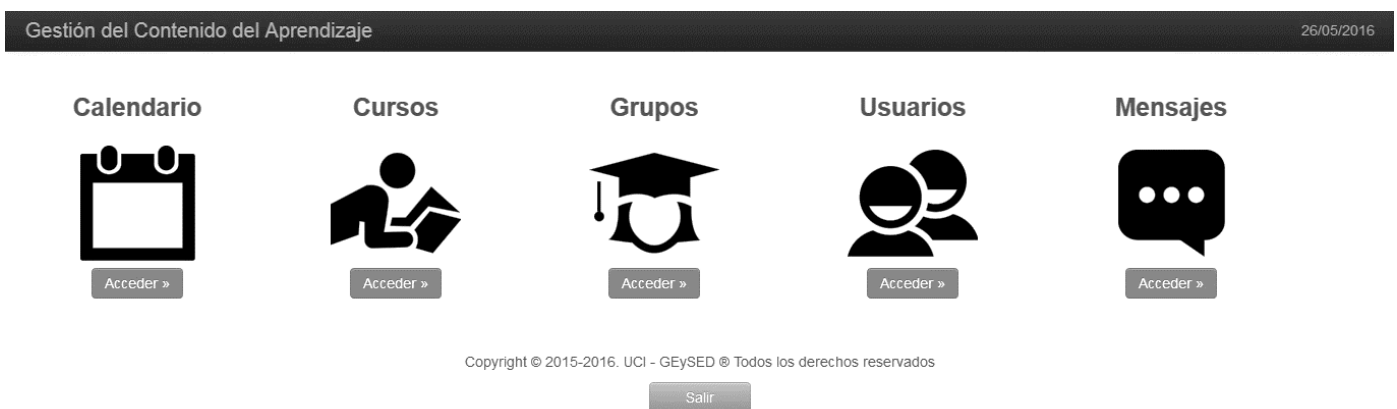 Gestión del Contenido del Aprendizaje 26/05/2016
Calendario Cursos Grupos Usuarios Mensajes
Acceder » Acceder » Acceder » Acceder » Acceder »
Copyright © 2015-2016. UCI - GEySED ® Todos los derechos reservados
Salir